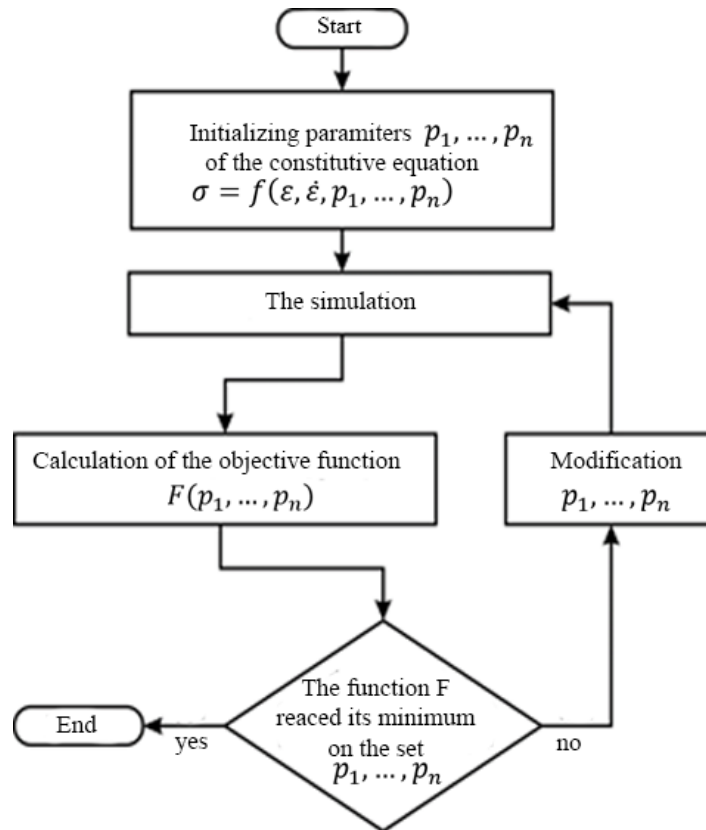 Start
Initializing paramiters p₁, …, pₙ
of the constitutive equation
σ = f(ε, ε̇, p₁, …, pₙ)
The simulation
Calculation of the objective function
F(p₁, …, pₙ)
Modification
p₁, …, pₙ
The function F
reaced its minimum
on the set
p₁, …, pₙ
End
yes
no